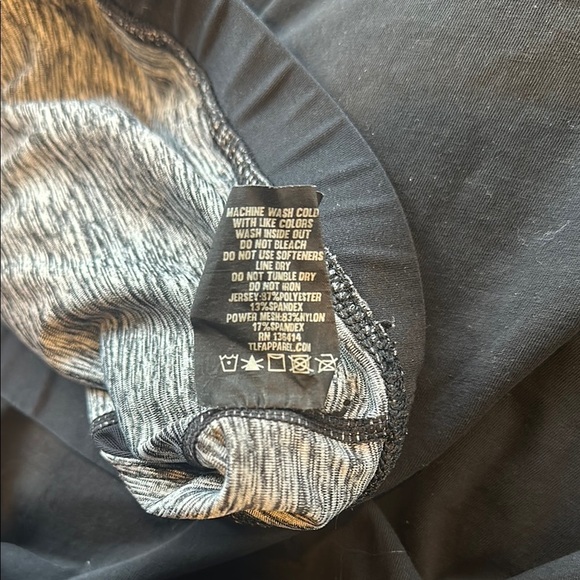 MACHINE WASH COLD
WITH LIKE COLORS
WASH INSIDE OUT
DO NOT BLEACH
DO NOT USE SOFTENERS
LINE DRY
DO NOT TUMBLE DRY
DO NOT IRON
JERSEY:87%POLYESTER
13%SPANDEX
POWER MESH:83%NYLON
17%SPANDEX
RN 136414
TLFAPPAREL.COM